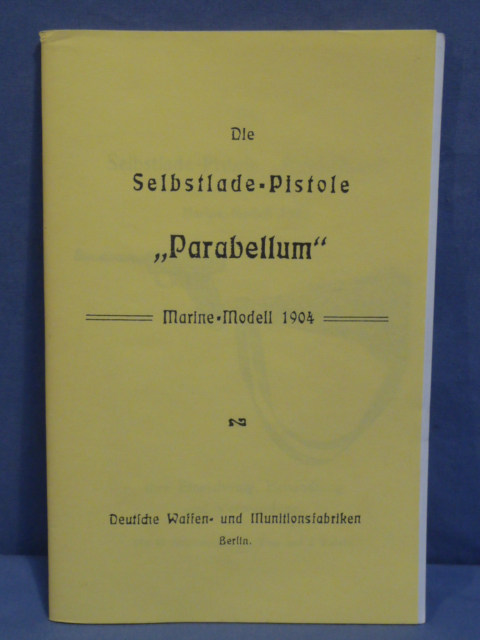 Die
Selbstlade-Pistole
„Parabellum“
Marine-Modell 1904
Deutsche Waffen- und Munitionsfabriken
Berlin.